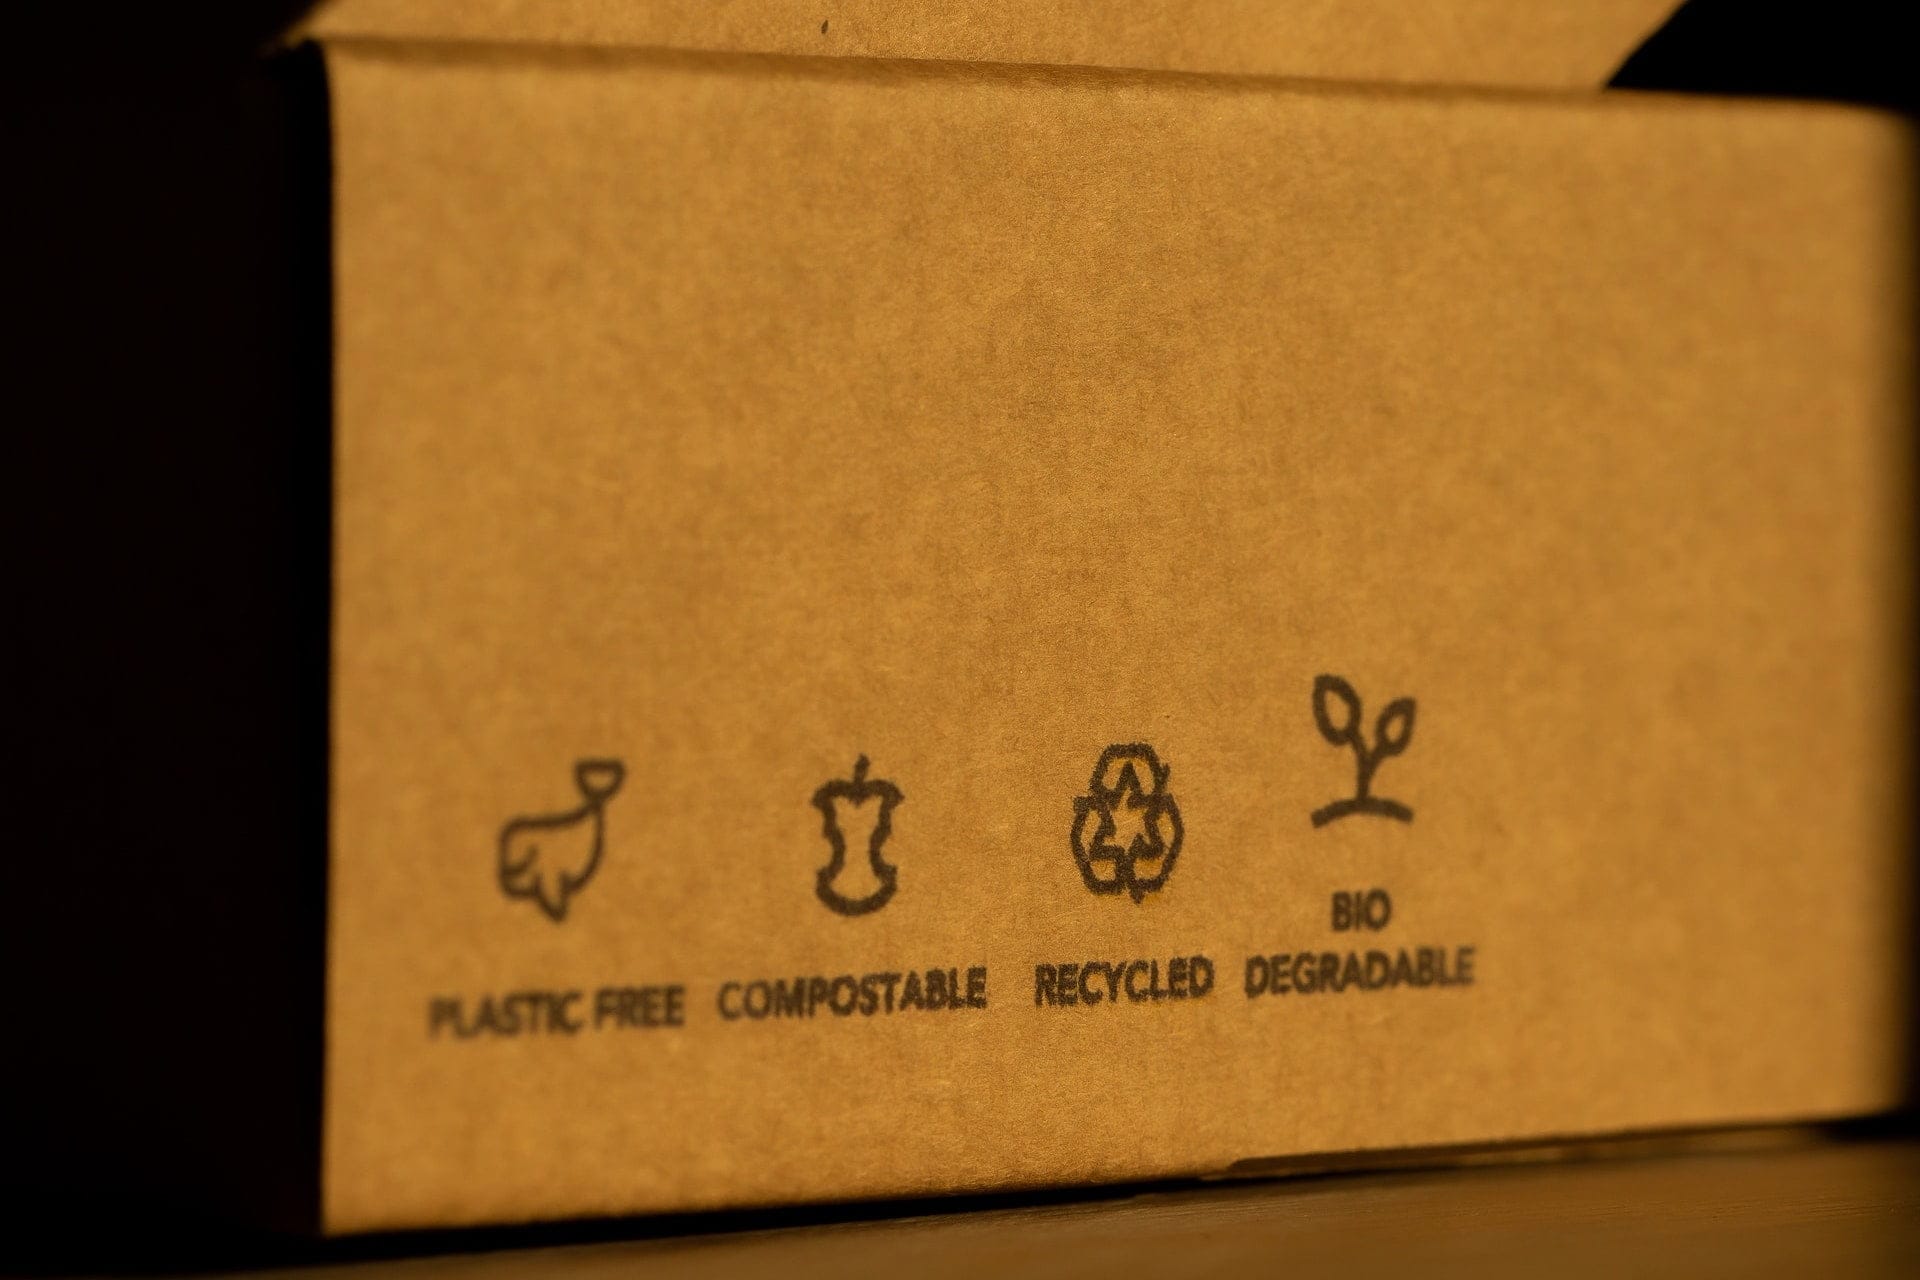 PLASTIC FREE
COMPOSTABLE
RECYCLED
BIO
DEGRADABLE